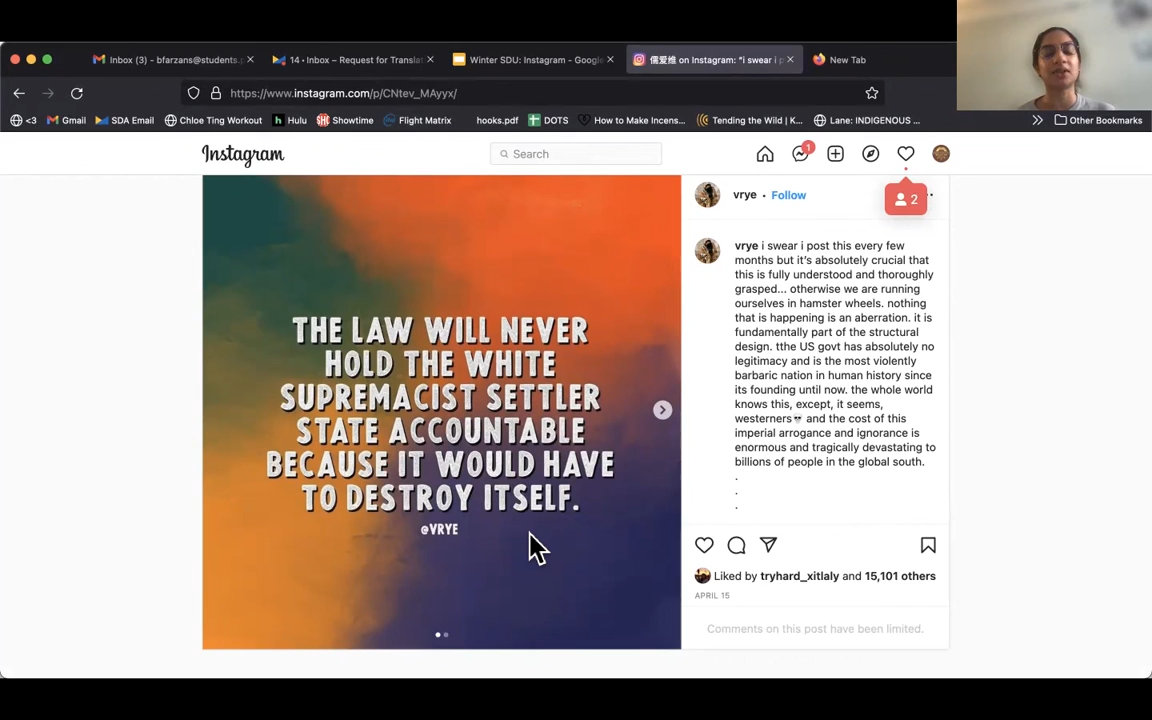 Inbox (3) - bfarzans@students.
14 · Inbox – Request for Transla
Winter SDU: Instagram - Google
儒爱维 on Instagram: "i swear i p
New Tab
https://www.instagram.com/p/CNtev_MAyyx/
<3
Gmail
SDA Email
Chloe Ting Workout
Hulu
Showtime
Flight Matrix
hooks.pdf
DOTS
How to Make Incens...
Tending the Wild | K...
Lane: INDIGENOUS ...
Other Bookmarks
Instagram
Search
1
2
THE LAW WILL NEVER
HOLD THE WHITE
SUPREMACIST SETTLER
STATE ACCOUNTABLE
BECAUSE IT WOULD HAVE
TO DESTROY ITSELF.
@VRYE
vrye • Follow
vrye i swear i post this every few
months but it's absolutely crucial that
this is fully understood and thoroughly
grasped... otherwise we are running
ourselves in hamster wheels. nothing
that is happening is an aberration. it is
fundamentally part of the structural
design. tthe US govt has absolutely no
legitimacy and is the most violently
barbaric nation in human history since
its founding until now. the whole world
knows this, except, it seems,
westerners and the cost of this
imperial arrogance and ignorance is
enormous and tragically devastating to
billions of people in the global south.
.
.
.
Liked by tryhard_xitlaly and 15,101 others
APRIL 15
Comments on this post have been limited.